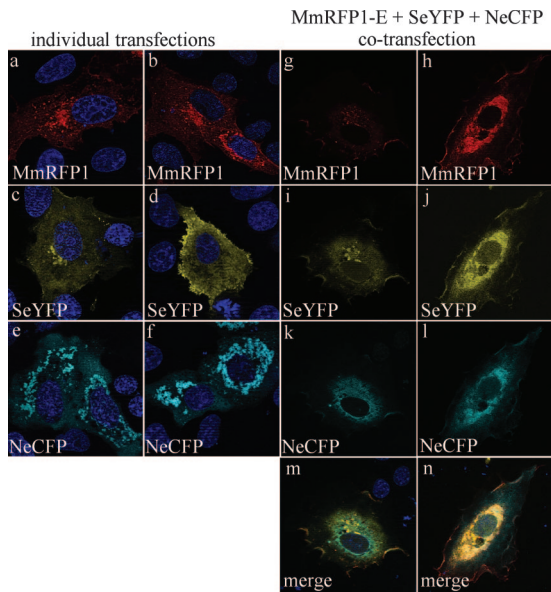 MmRFP1-E + SeYFP + NeCFP
individual transfections co-transfection
a b g h
MmRFP1 MmRFP1 MmRFP1 MmRFP1
c d i j
SeYFP SeYFP SeYFP SeYFP
e f k l
NeCFP NeCFP NeCFP NeCFP
m n
merge merge